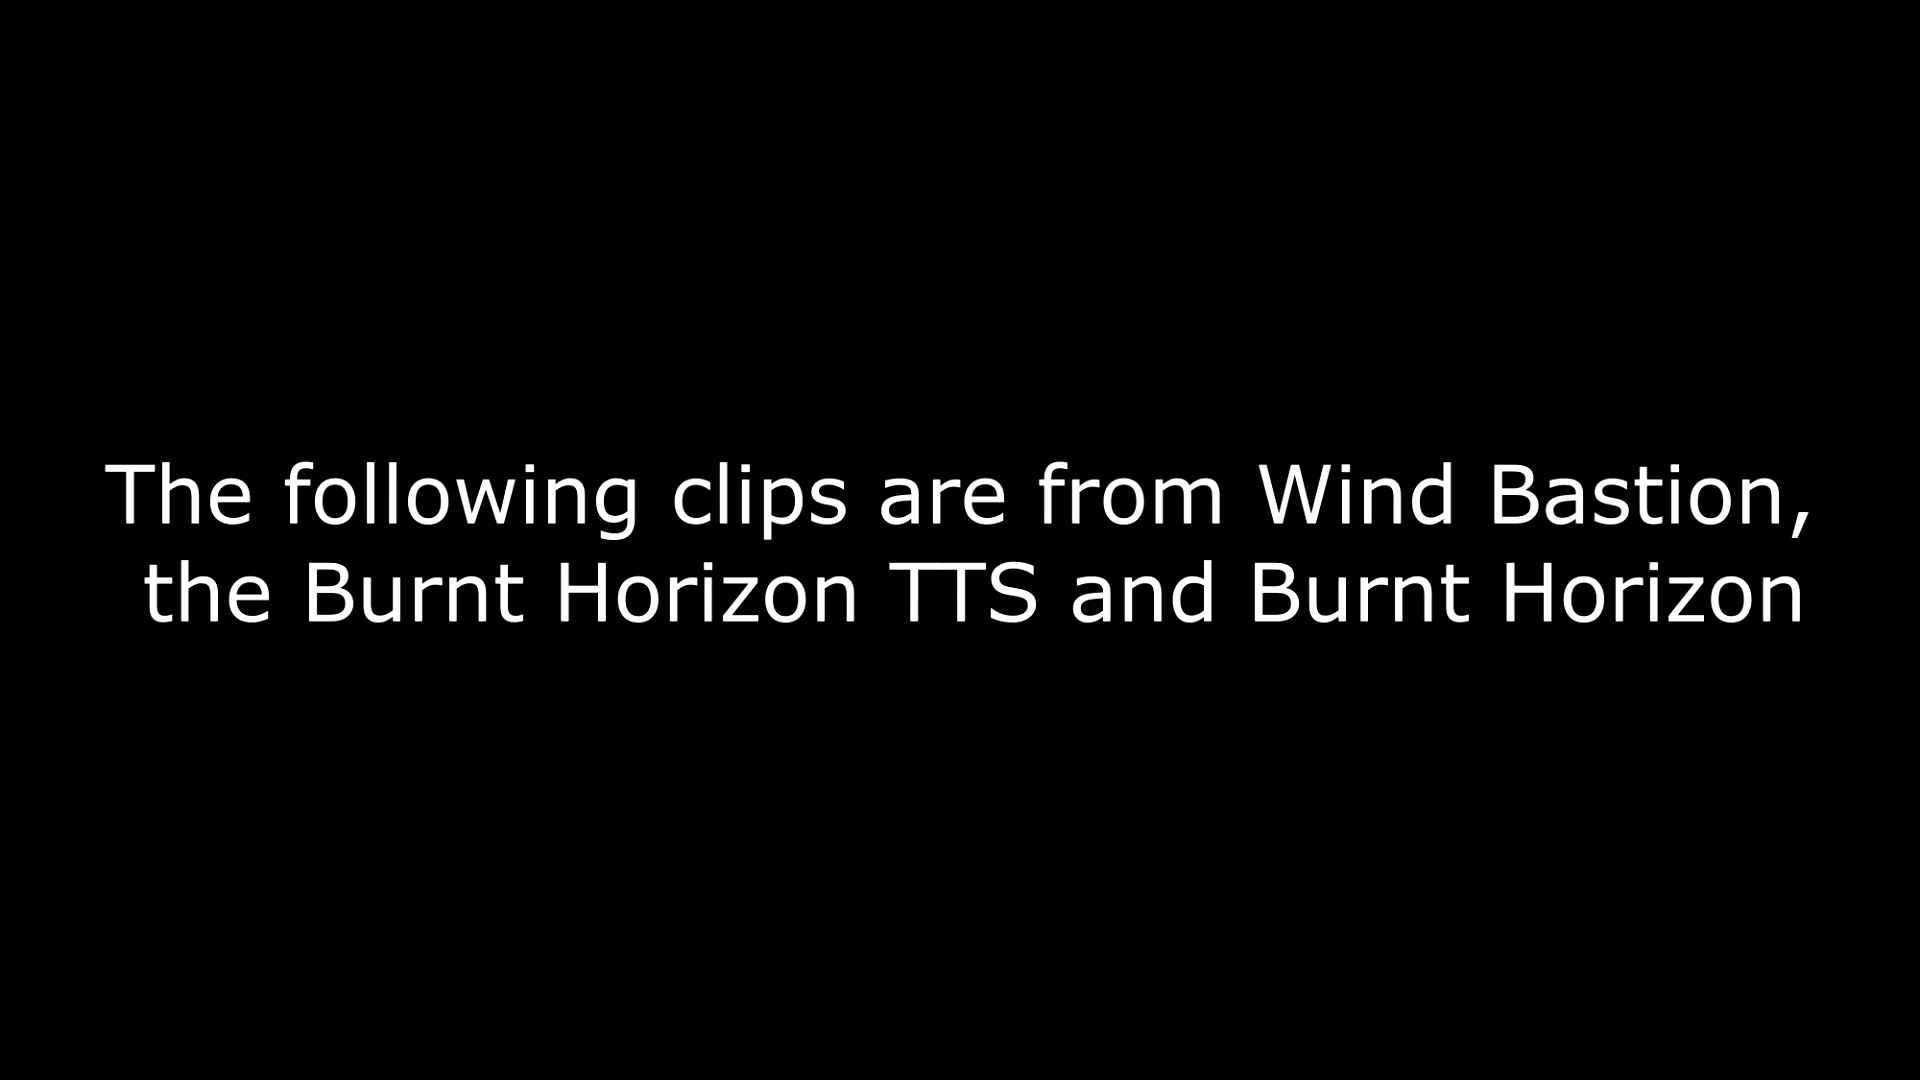 The following clips are from Wind Bastion,
the Burnt Horizon TTS and Burnt Horizon